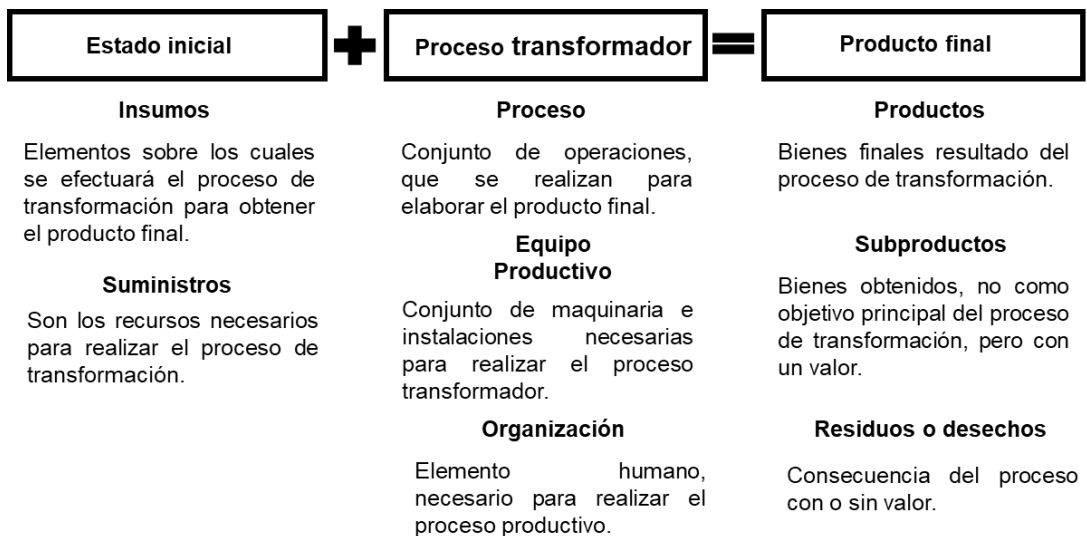 Estado inicial
Insumos
Elementos sobre los cuales
se efectuará el proceso de
transformación para obtener
el producto final.
Suministros
Son los recursos necesarios
para realizar el proceso de
transformación.
+
Proceso transformador
Proceso
Conjunto de operaciones,
que se realizan para
elaborar el producto final.
Equipo
Productivo
Conjunto de maquinaria e
instalaciones necesarias
para realizar el proceso
transformador.
Organización
Elemento humano,
necesario para realizar el
proceso productivo.
=
Producto final
Productos
Bienes finales resultado del
proceso de transformación.
Subproductos
Bienes obtenidos, no como
objetivo principal del proceso
de transformación, pero con
un valor.
Residuos o desechos
Consecuencia del proceso
con o sin valor.